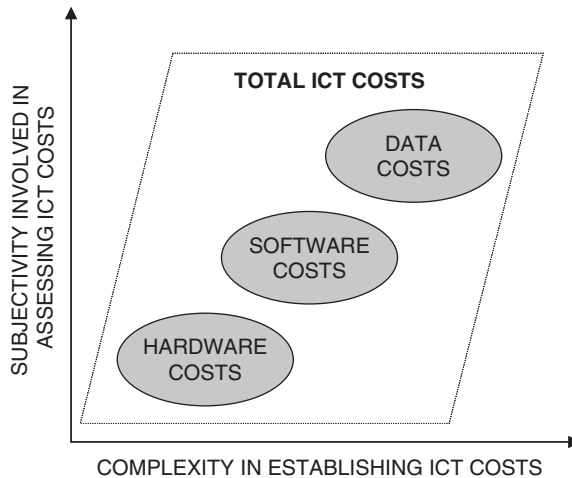 TOTAL ICT COSTS
DATA
COSTS
SOFTWARE
COSTS
HARDWARE
COSTS
SUBJECTIVITY INVOLVED IN
ASSESSING ICT COSTS
COMPLEXITY IN ESTABLISHING ICT COSTS